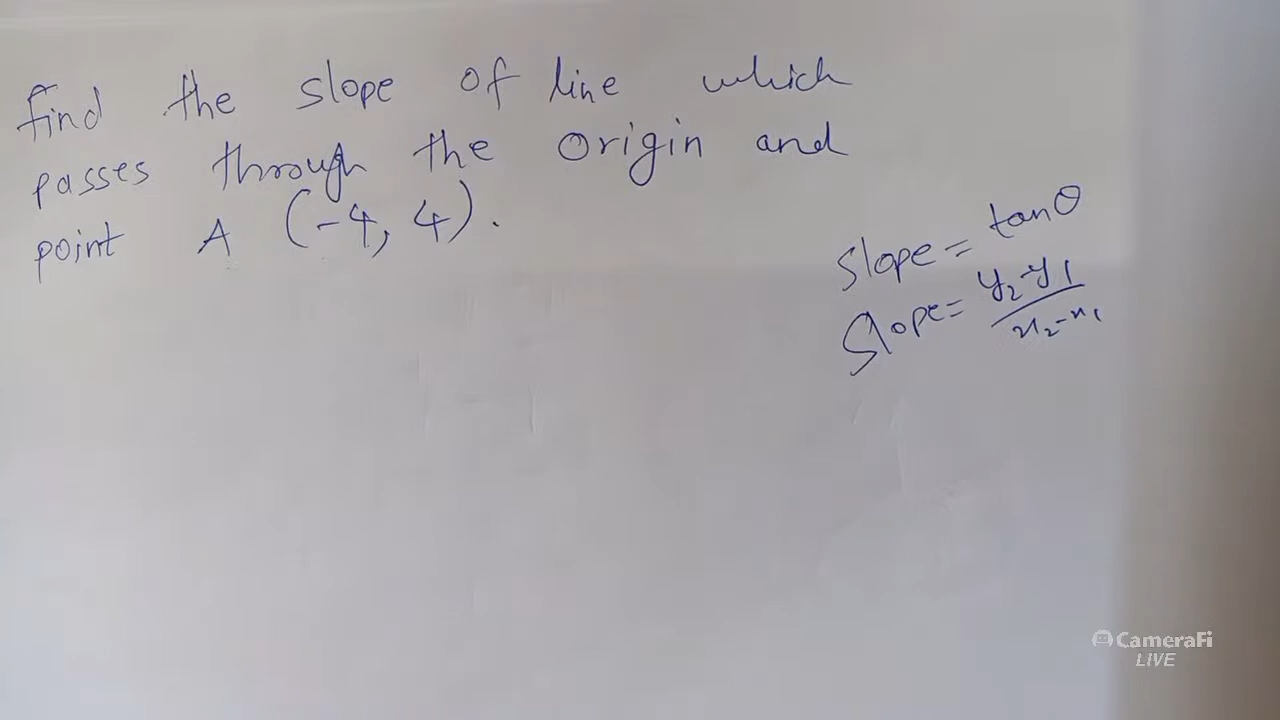 find the slope of line which
passes through the origin and
point A (-4, 4).
slope = tanθ
Slope = y₂-y₁ / x₂-x₁
CameraFi
LIVE